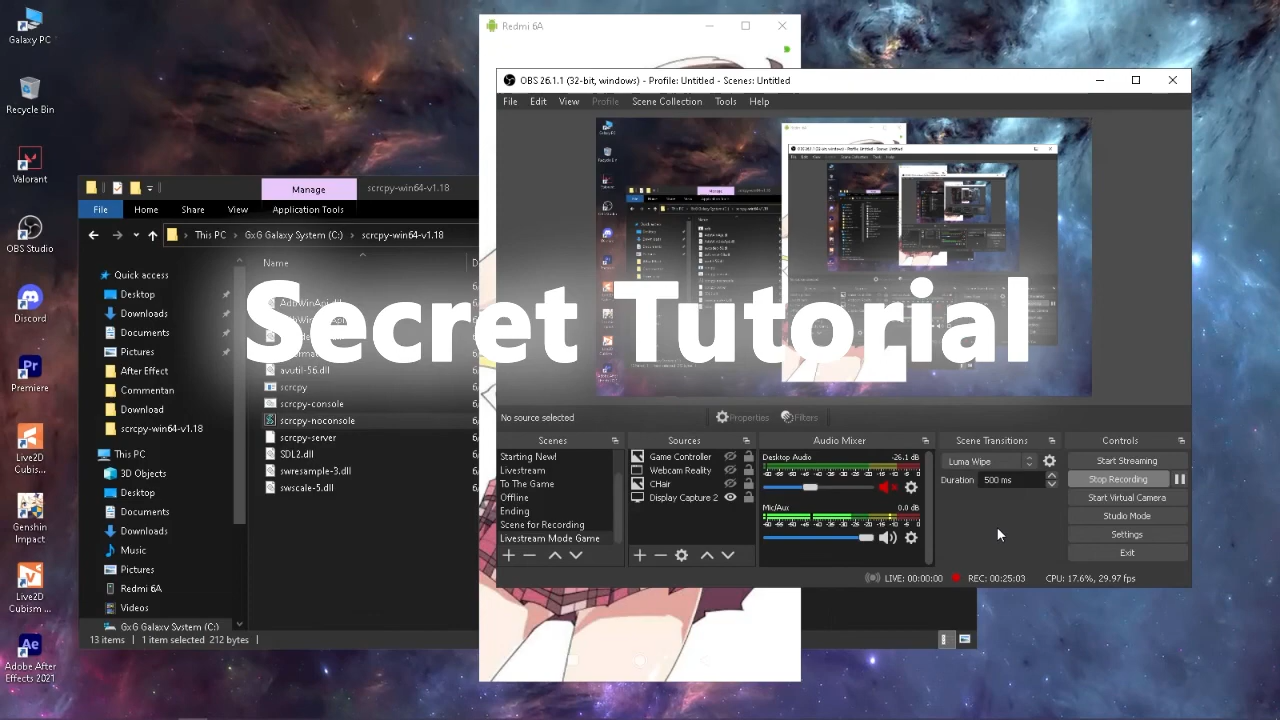 Galaxy PC
Recycle Bin
Valorant
OBS Studio
Discord
Premiere
Live2D
Cubis...
Genshin
Impact
Live2D
Cubism ...
Adobe After
Effects 2021
Redmi 6A
Manage
scrcpy-win64-v1.18
File
Home
Share
View
Application Tools
This PC
GxG Galaxy System (C:)
scrcpy-win64-v1.18
Quick access
Desktop
Downloads
Documents
Pictures
After Effect
Commentan
Download
scrcpy-win64-v1.18
This PC
3D Objects
Desktop
Documents
Downloads
Music
Pictures
Redmi 6A
Videos
GxG Galaxy System (C:)
Name
avutil-56.dll
scrcpy
scrcpy-console
scrcpy-noconsole
scrcpy-server
SDL2.dll
swresample-3.dll
swscale-5.dll
13 items
1 item selected 212 bytes
Secret Tutorial
OBS 26.1.1 (32-bit, windows) - Profile: Untitled - Scenes: Untitled
File Edit View Profile Scene Collection Tools Help
No source selected
Properties
Filters
Scenes
Starting New!
Livestream
To The Game
Offline
Ending
Scene for Recording
Livestream Mode Game
Sources
Game Controller
Webcam Reality
CHair
Display Capture 2
Audio Mixer
Desktop Audio
-26.1 dB
Mic/Aux
0.0 dB
Scene Transitions
Luma Wipe
Duration
500 ms
Controls
Start Streaming
Stop Recording
Start Virtual Camera
Studio Mode
Settings
Exit
LIVE: 00:00:00
REC: 00:25:03
CPU: 17.6%, 29.97 fps